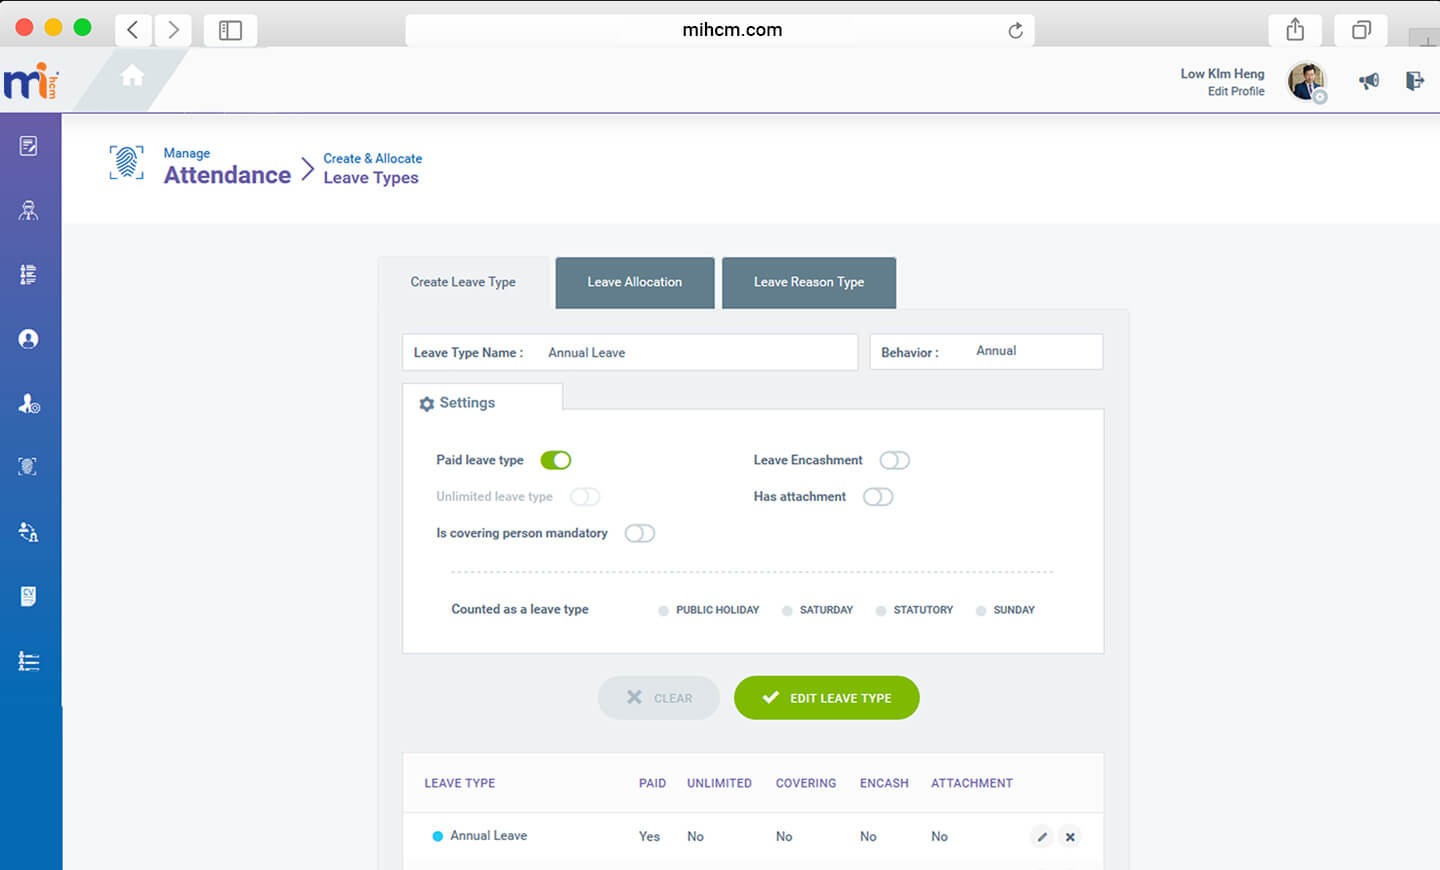 mihcm.com
mi hcm
Low KIm Heng
Edit Profile
Manage
Attendance
Create & Allocate
Leave Types
Create Leave Type
Leave Allocation
Leave Reason Type
Leave Type Name : Annual Leave
Behavior : Annual
Settings
Paid leave type
Leave Encashment
Unlimited leave type
Has attachment
Is covering person mandatory
Counted as a leave type PUBLIC HOLIDAY SATURDAY STATUTORY SUNDAY
CLEAR
EDIT LEAVE TYPE
LEAVE TYPE PAID UNLIMITED COVERING ENCASH ATTACHMENT
Annual Leave Yes No No No No
CV